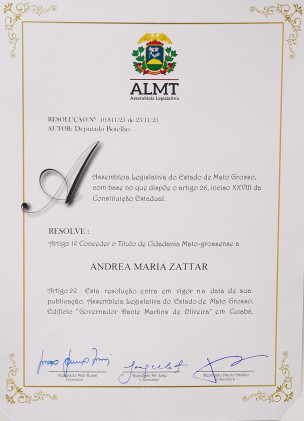 ALMT
Assembleia Legislativa
RESOLUÇÃO Nº 10.811/23 de 23/11/23
AUTOR: Deputado Botelho
A Assembleia Legislativa do Estado de Mato Grosso,
com base no que dispõe o artigo 26, inciso XXVIII da
Constituição Estadual,
RESOLVE :
Artigo 1º Conceder o Título de Cidadania Mato-grossense a
ANDREA MARIA ZATTAR
Artigo 2º - Esta resolução entra em vigor na data de sua
publicação. Assembleia Legislativa do Estado de Mato Grosso,
Edifício "Governador Dante Martins de Oliveira" em Cuiabá,